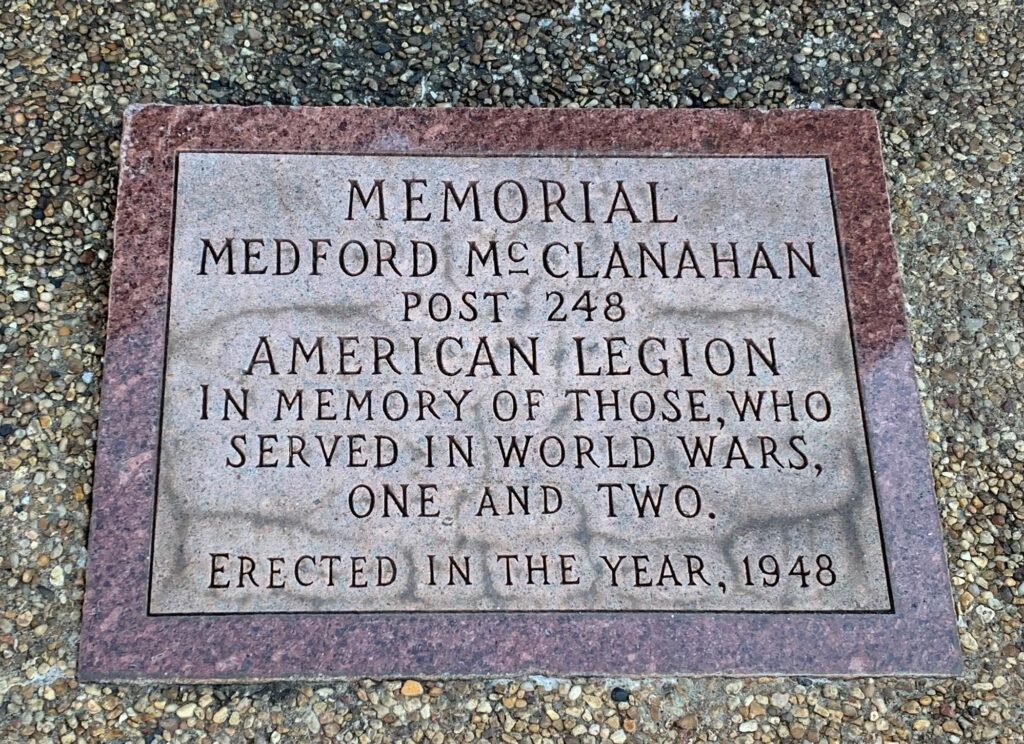 MEMORIAL
MEDFORD McCLANAHAN
POST 248
AMERICAN LEGION
IN MEMORY OF THOSE, WHO
SERVED IN WORLD WARS,
ONE AND TWO.
ERECTED IN THE YEAR, 1948